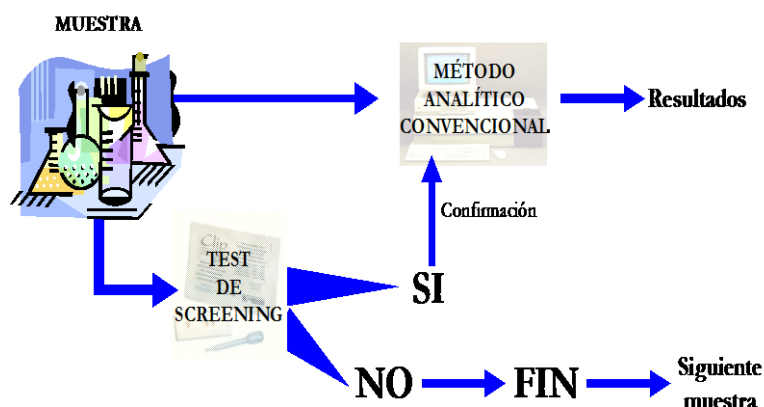 MUESTRA
MÉTODO
ANALÍTICO
CONVENCIONAL
Resultados
Confirmación
TEST
DE
SCREENING
SI
NO
FIN
Siguiente
muestra